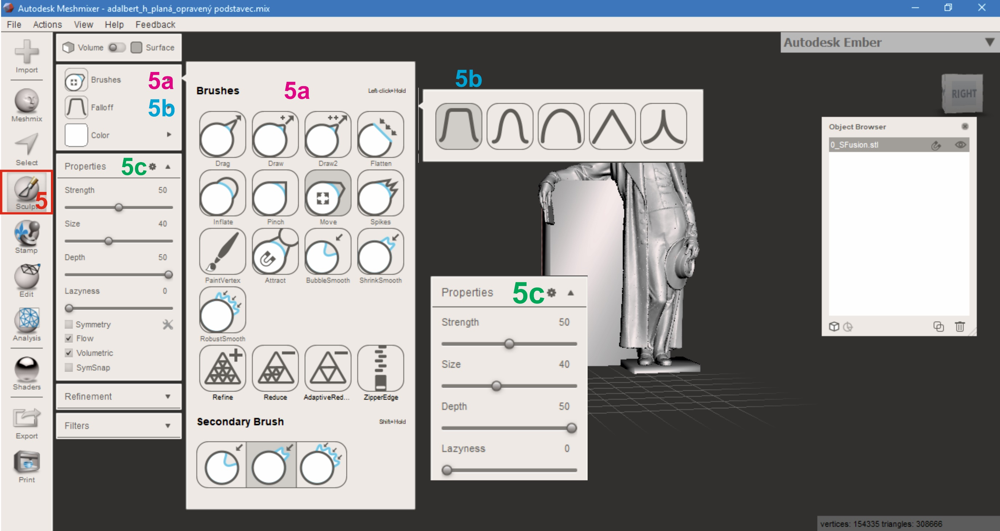 Autodesk Meshmixer - adalbert_h_planá_opravený podstavec.mix
File Actions View Help Feedback
Import
Meshmix
Select
Sculpt
5
Stamp
Edit
Analysis
Shaders
Export
Print
Volume Surface
Brushes 5a
Falloff 5b
Color
Properties 5c
Strength 50
Size 40
Depth 50
Lazyness 0
Symmetry
Flow
Volumetric
SymSnap
Refinement
Filters
Brushes 5a Left-click+Hold
Drag Draw Draw2 Flatten
Inflate Pinch Move Spikes
PaintVertex Attract BubbleSmooth ShrinkSmooth
RobustSmooth
Refine Reduce AdaptiveRed... ZipperEdge
Secondary Brush Shift+Hold
5b
Properties 5c
Strength 50
Size 40
Depth 50
Lazyness 0
Autodesk Ember
RIGHT
Object Browser
0_SFusion.stl
vertices: 154335 triangles: 308666